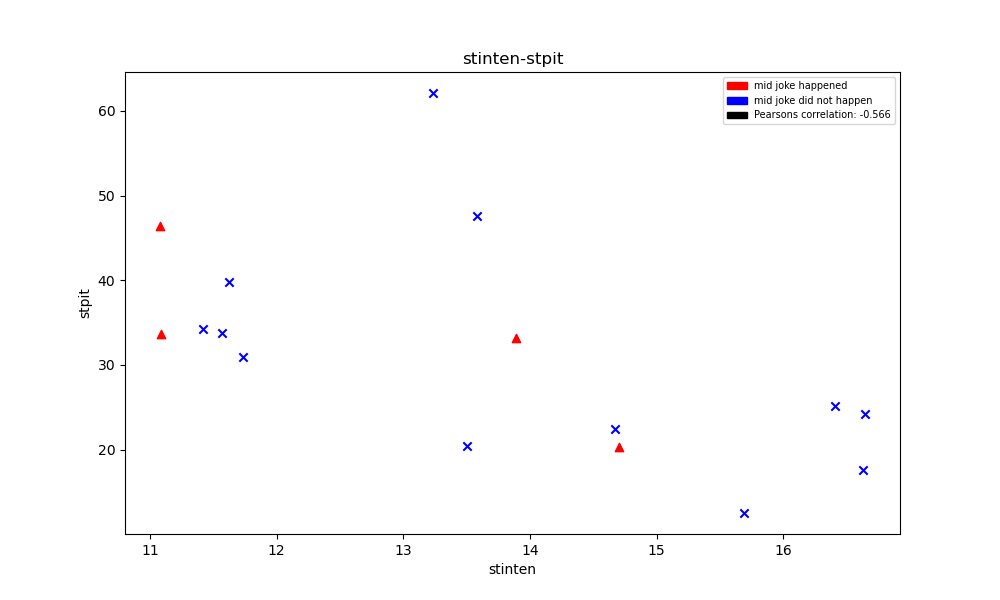 stinten-stpit
mid joke happened
mid joke did not happen
Pearsons correlation: -0.566
60
50
40
30
20
stpit
11 12 13 14 15 16
stinten